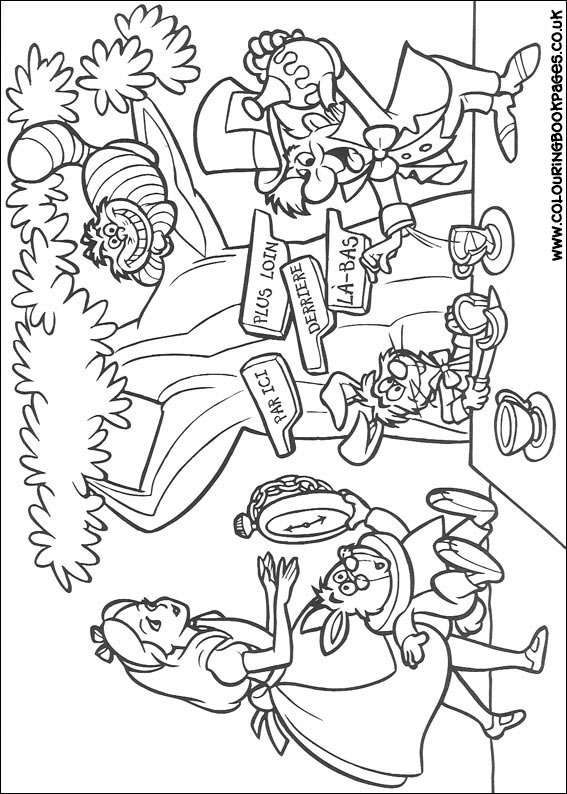 PLUS LOIN
DERRIERE
LÀ-BAS
PAR ICI
www.COLOURINGBOOKPAGES.co.uk